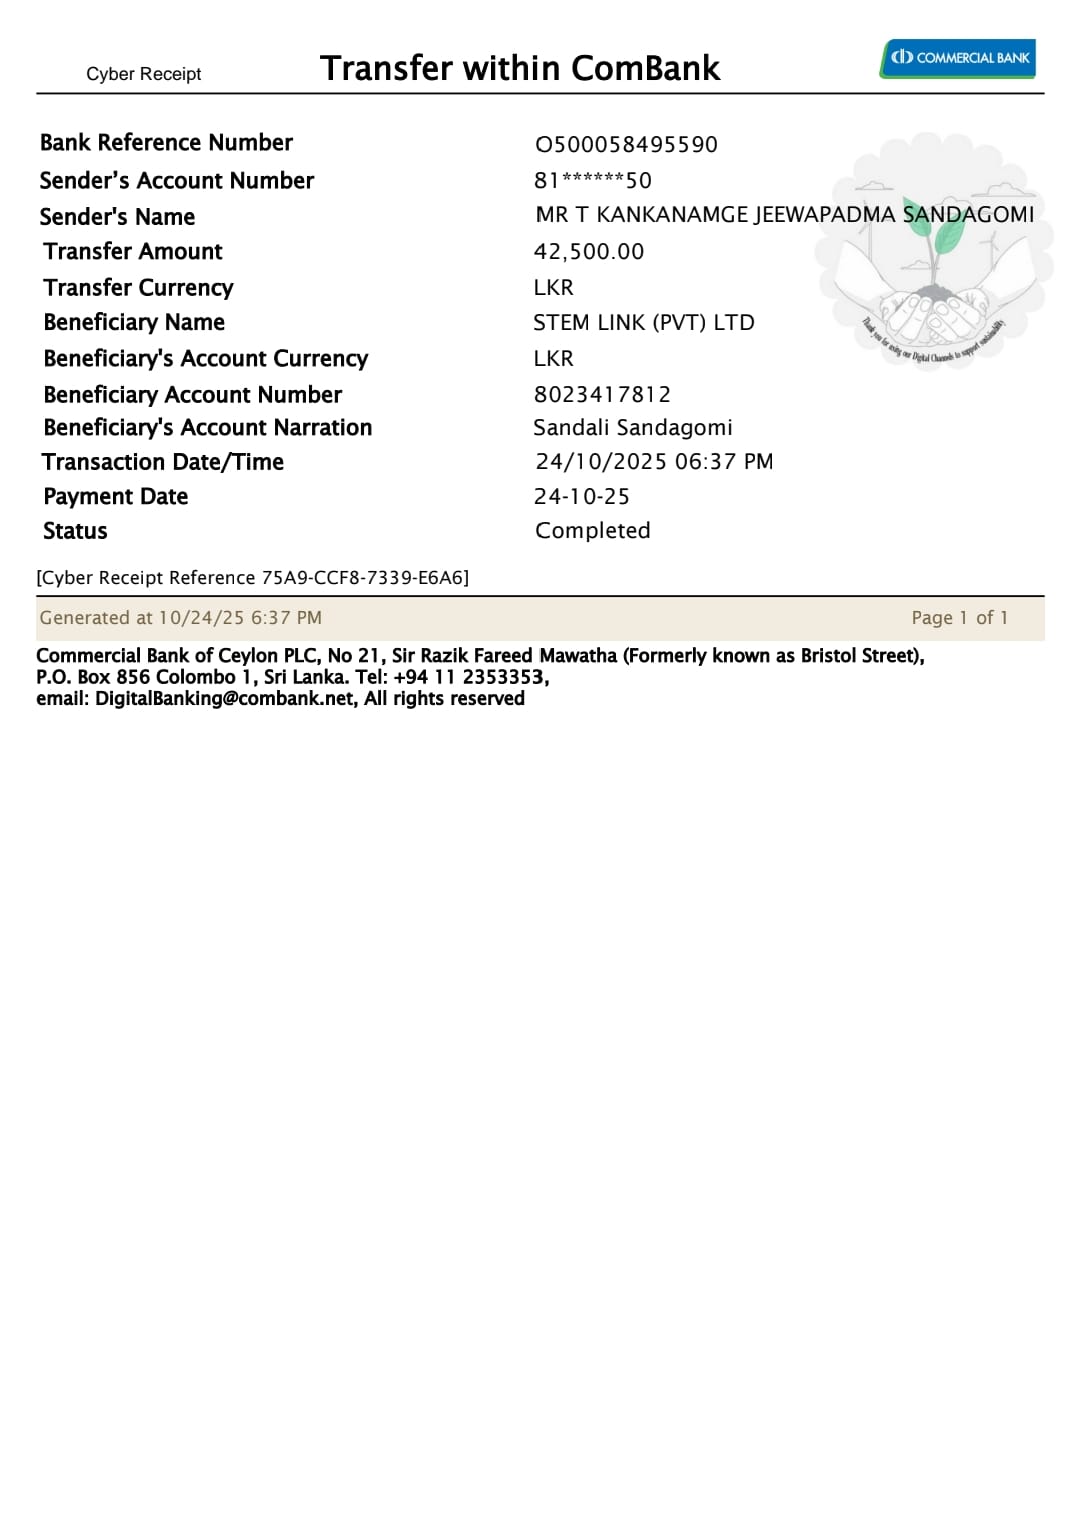 Cyber Receipt Transfer within ComBank COMMERCIAL BANK
Bank Reference Number O500058495590
Sender’s Account Number 81******50
Sender's Name MR T KANKANAMGE JEEWAPADMA SANDAGOMI
Transfer Amount 42,500.00
Transfer Currency LKR
Beneficiary Name STEM LINK (PVT) LTD
Thank you for using our Digital Channels to support sustainability
Beneficiary's Account Currency LKR
Beneficiary Account Number 8023417812
Beneficiary's Account Narration Sandali Sandagomi
Transaction Date/Time 24/10/2025 06:37 PM
Payment Date 24-10-25
Status Completed
[Cyber Receipt Reference 75A9-CCF8-7339-E6A6]
Generated at 10/24/25 6:37 PM Page 1 of 1
Commercial Bank of Ceylon PLC, No 21, Sir Razik Fareed Mawatha (Formerly known as Bristol Street),
P.O. Box 856 Colombo 1, Sri Lanka. Tel: +94 11 2353353,
email: DigitalBanking@combank.net, All rights reserved